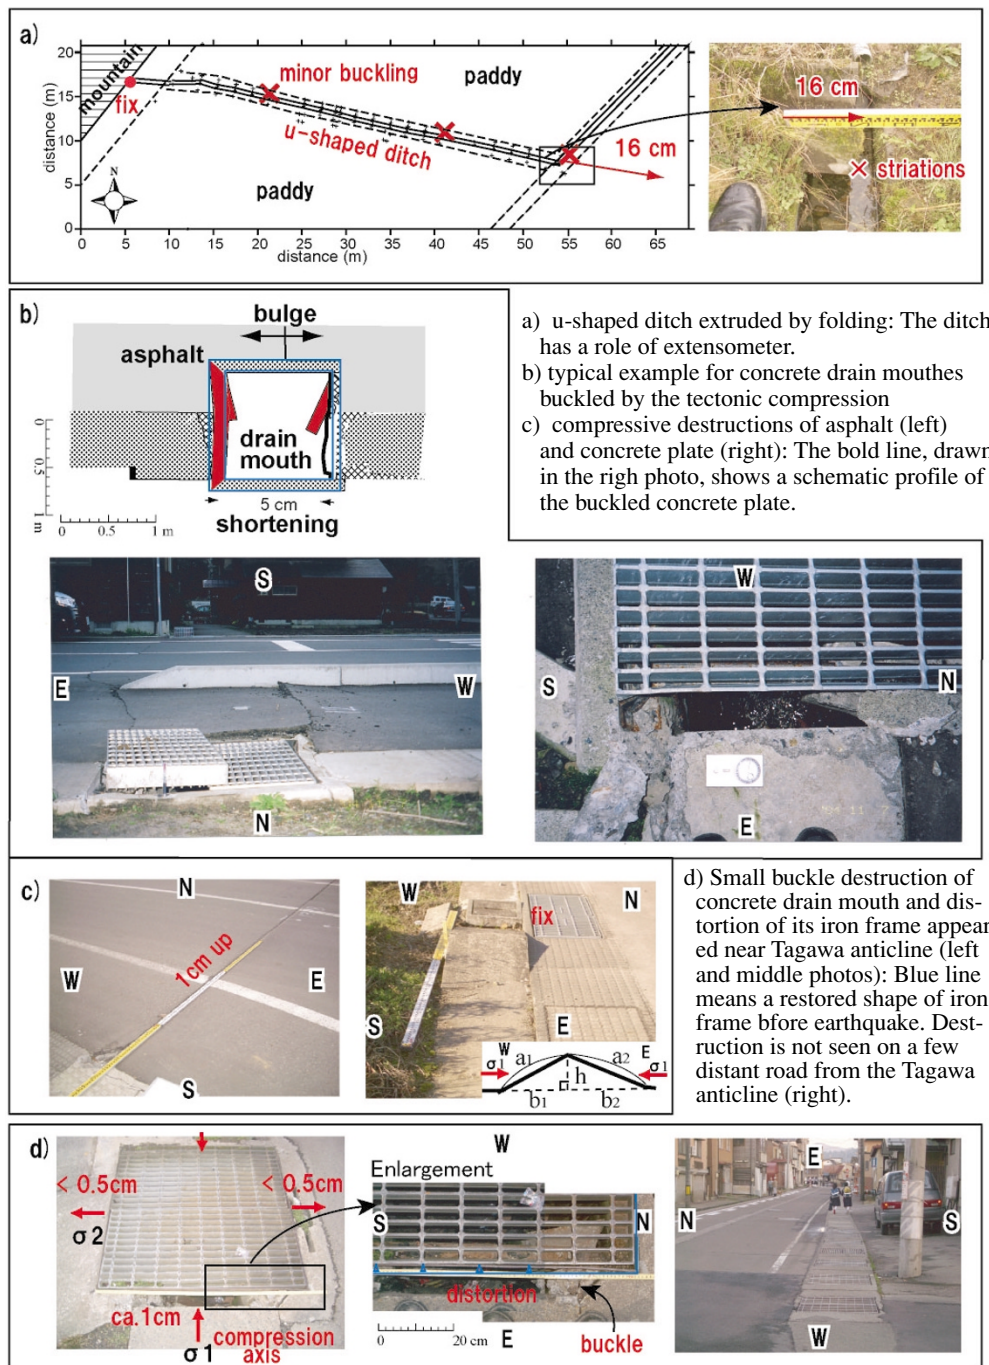 a)
20
15
10
5
0
distance (m)
mountain
fix
minor buckling
u-shaped ditch
paddy
paddy
16 cm
N
0 5 10 15 20 25 30 35 40 45 50 55 60 65
distance (m)
16 cm
× striations
b)
bulge
asphalt
drain
mouth
5 cm
shortening
0
0.5
1 m
0 0.5 1 m
a) u-shaped ditch extruded by folding: The ditch
has a role of extensometer.
b) typical example for concrete drain mouthes
buckled by the tectonic compression
c) compressive destructions of asphalt (left)
and concrete plate (right): The bold line, drawn
in the righ photo, shows a schematic profile of
the buckled concrete plate.
S
E
W
N
W
S
N
E
c)
N
W
E
S
1cm up
W
N
fix
S
E
W
E
σ1
a1
a2
σ1
h
b1
b2
d) Small buckle destruction of
concrete drain mouth and dis-
tortion of its iron frame appear
ed near Tagawa anticline (left
and middle photos): Blue line
means a restored shape of iron
frame bfore earthquake. Dest-
ruction is not seen on a few
distant road from the Tagawa
anticline (right).
d)
< 0.5cm
< 0.5cm
σ2
ca.1cm
σ1
compression
axis
W
Enlargement
S
N
distortion
0 20 cm
E
buckle
E
N
S
W